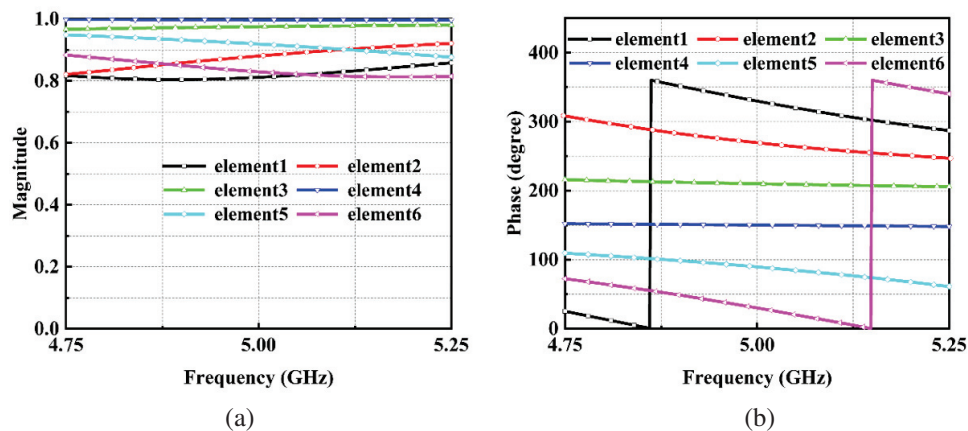 1.0
0.8
0.6
0.4
0.2
0.0
Magnitude
element1 element2
element3 element4
element5 element6
4.75 5.00 5.25
Frequency (GHz)
(a)
400
300
200
100
0
Phase (degree)
element1 element2 element3
element4 element5 element6
4.75 5.00 5.25
Frequency (GHz)
(b)